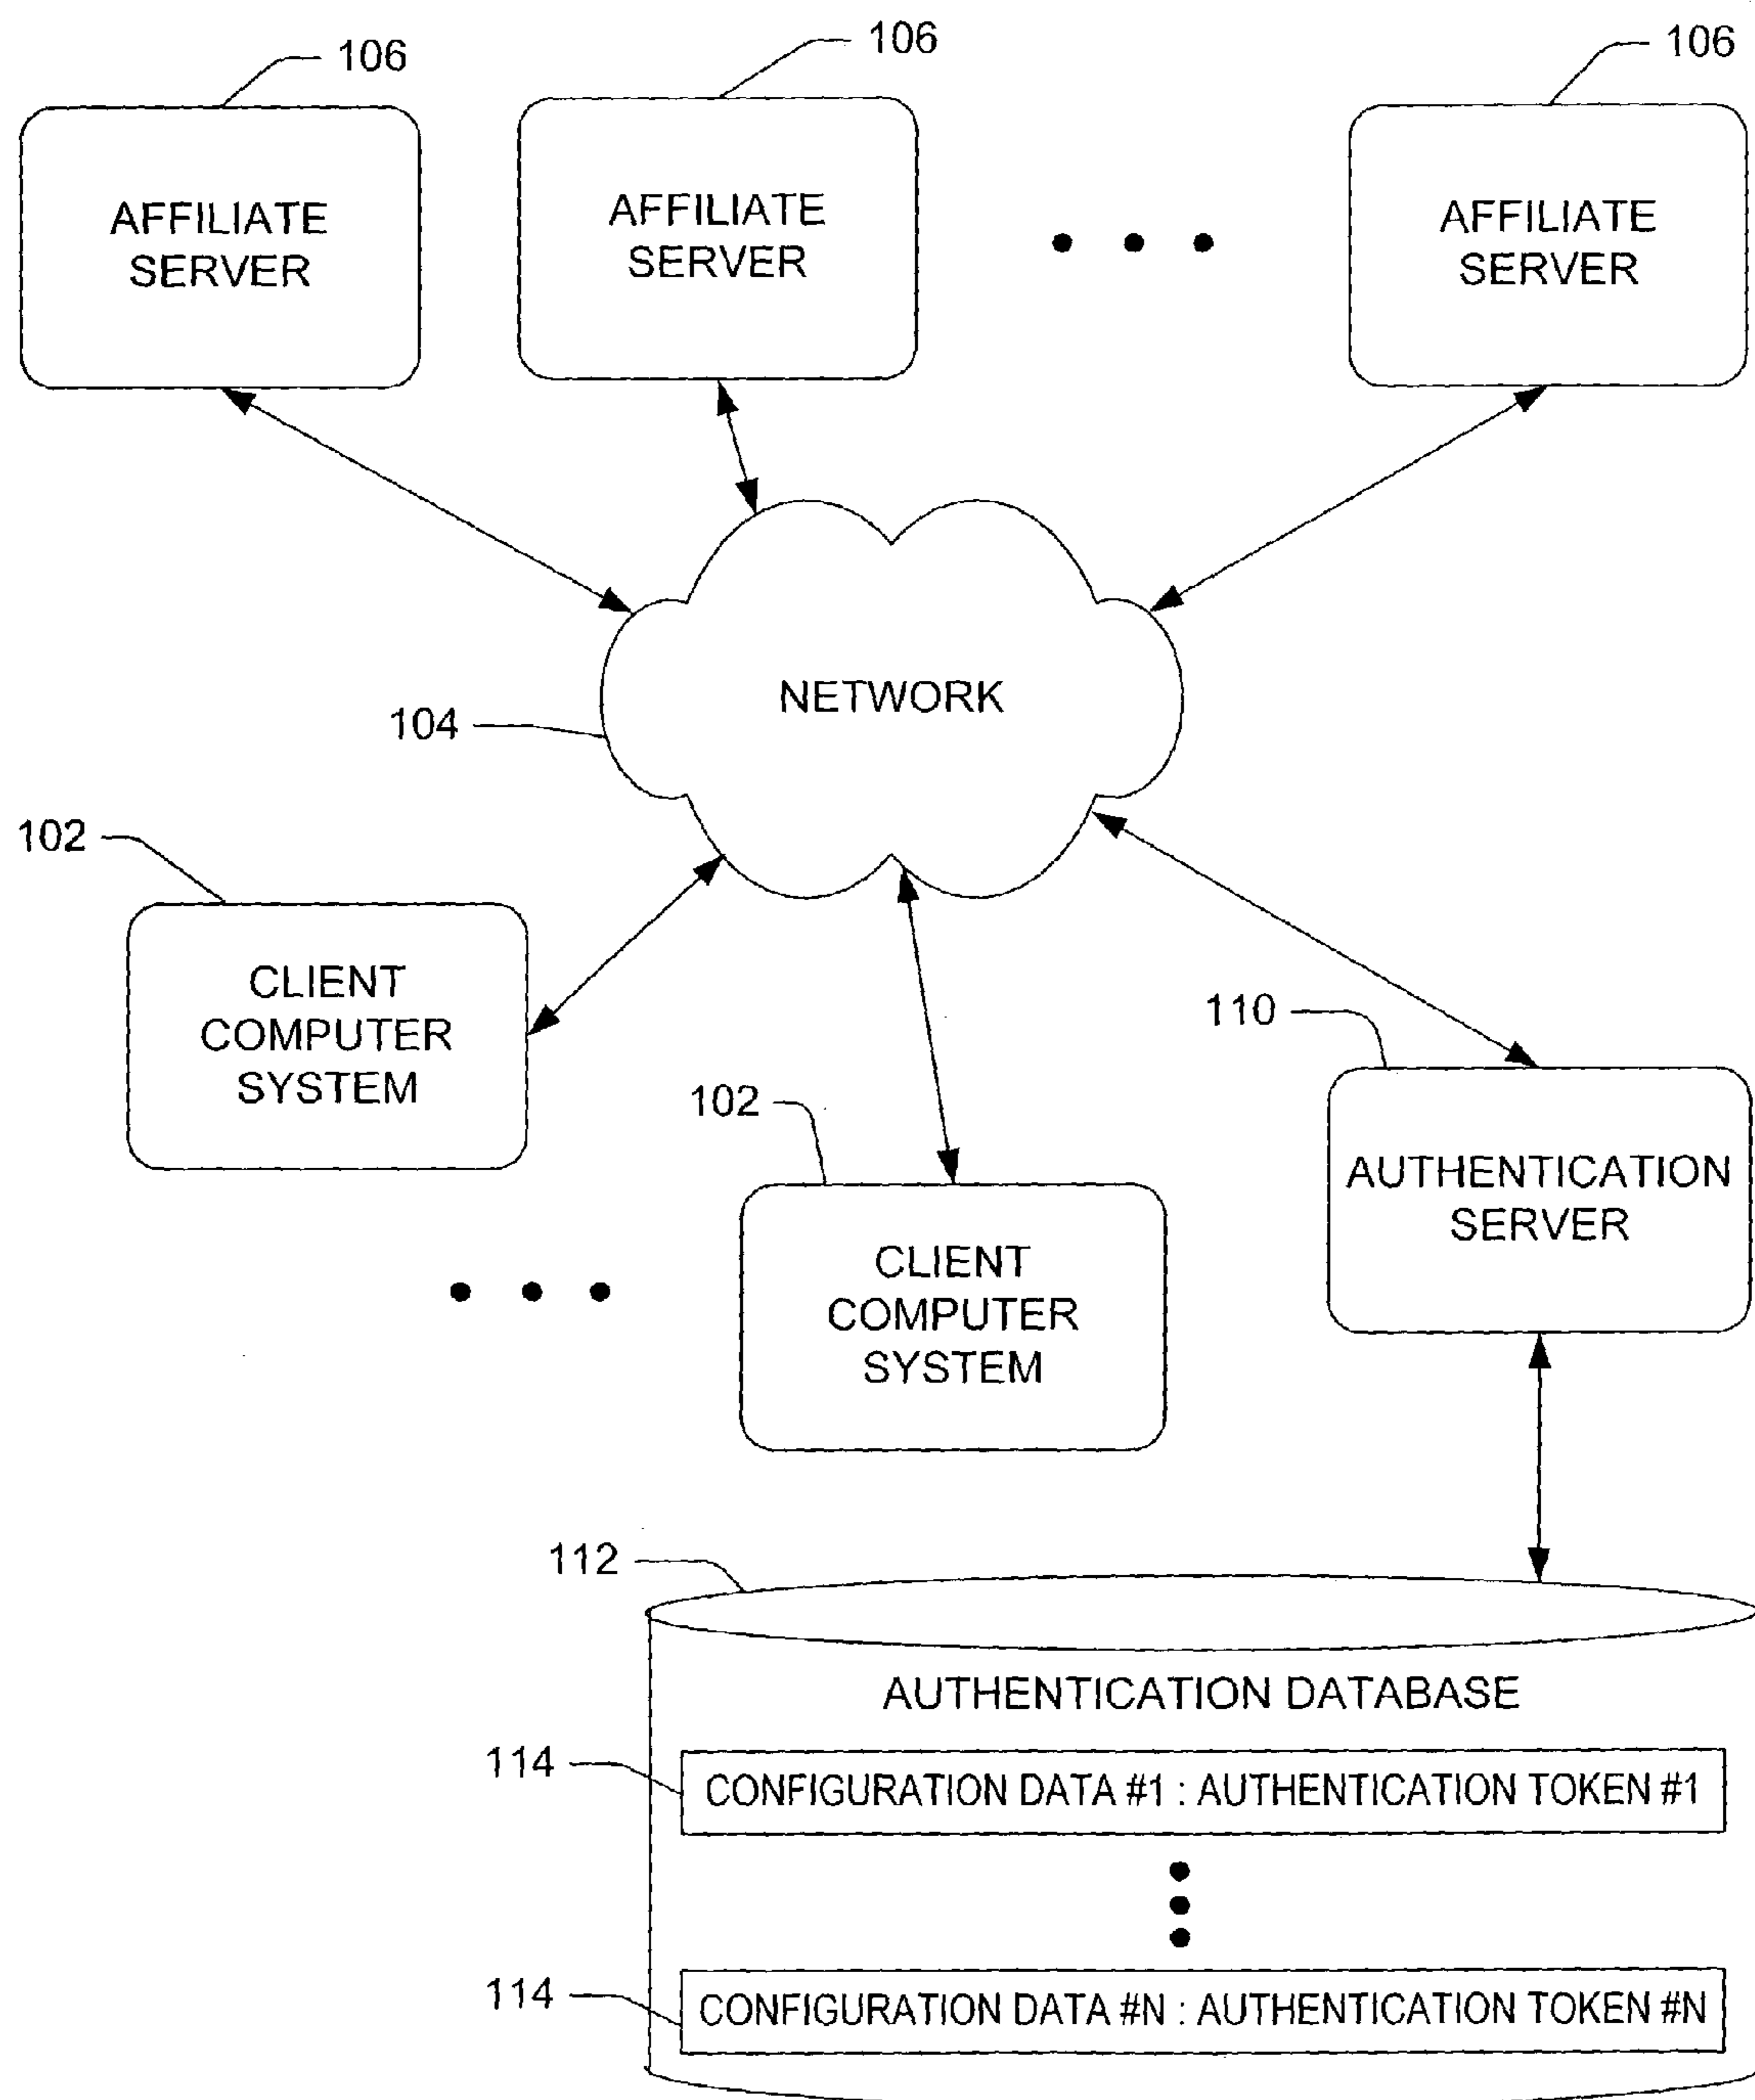 106
106
106
AFFILIATE
SERVER
AFFILIATE
SERVER
AFFILIATE
SERVER
NETWORK
104
102
CLIENT
COMPUTER
SYSTEM
110
102
AUTHENTICATION
SERVER
CLIENT
COMPUTER
SYSTEM
112
AUTHENTICATION DATABASE
114
CONFIGURATION DATA #1 : AUTHENTICATION TOKEN #1
114
CONFIGURATION DATA #N : AUTHENTICATION TOKEN #N